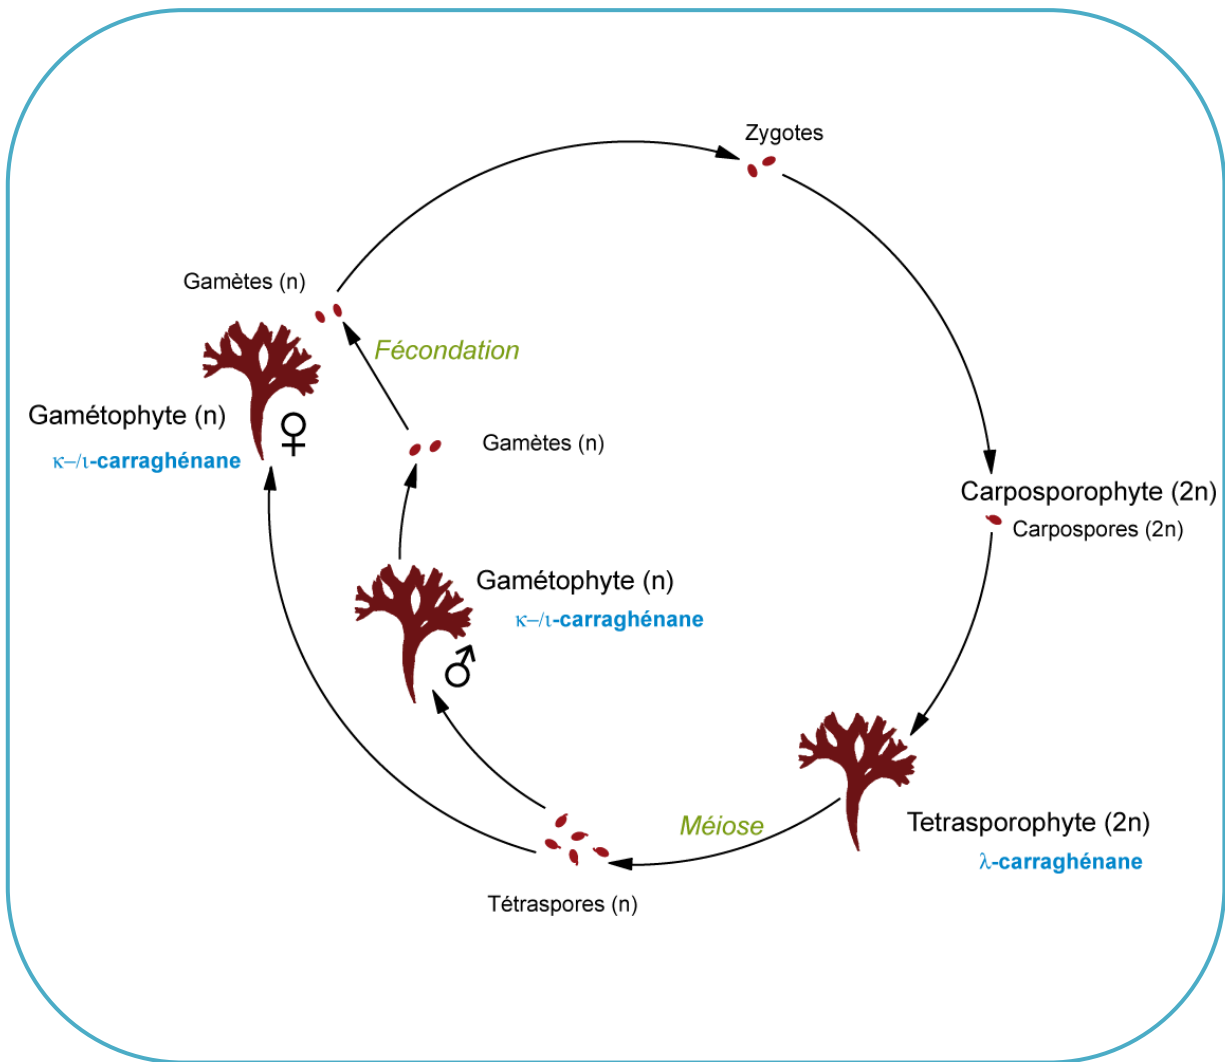 Zygotes
Gamètes (n)
Fécondation
Gamétophyte (n)
♀
κ–/ι-carraghénane
Gamètes (n)
Carposporophyte (2n)
Carpospores (2n)
Gamétophyte (n)
κ–/ι-carraghénane
♂
Méiose
Tetrasporophyte (2n)
λ-carraghénane
Tétraspores (n)